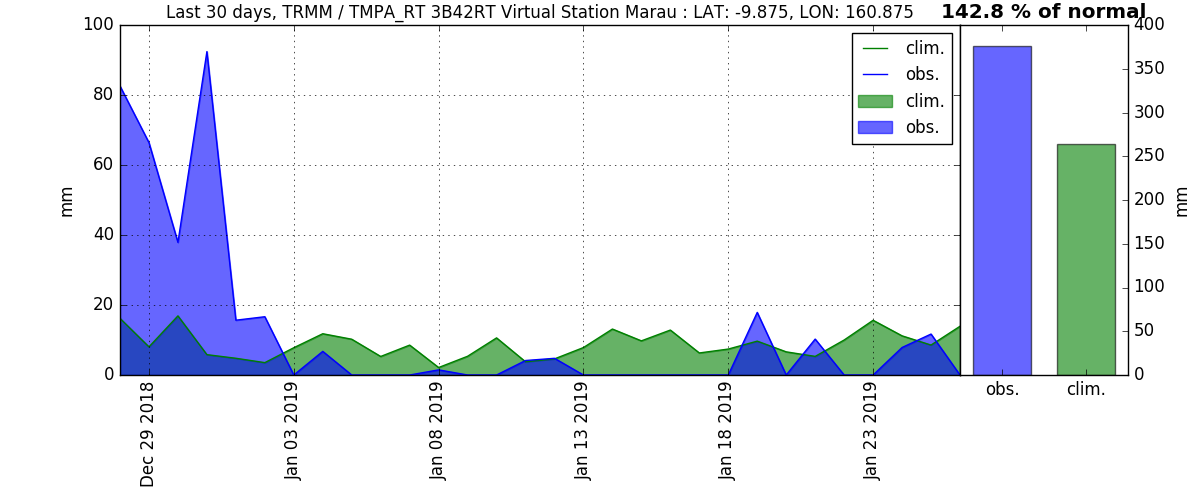 Last 30 days, TRMM / TMPA_RT 3B42RT Virtual Station Marau : LAT: -9.875, LON: 160.875
142.8 % of normal
100
80
60
40
20
0
mm
clim.
obs.
clim.
obs.
400
350
300
250
200
150
100
50
0
mm
Dec 29 2018
Jan 03 2019
Jan 08 2019
Jan 13 2019
Jan 18 2019
Jan 23 2019
obs.
clim.